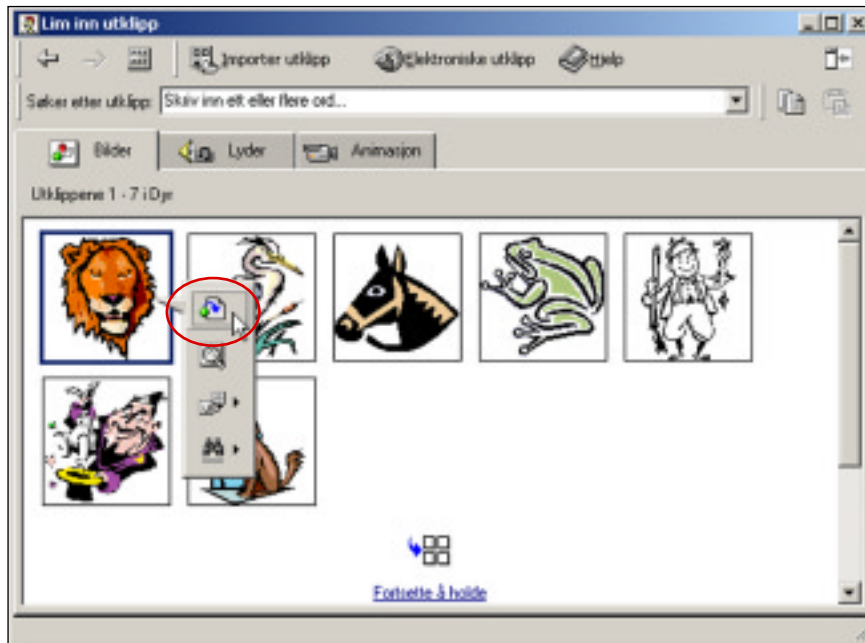 Lim inn utklipp
Importer utklipp Elektroniske utklipp Hjelp
Søker etter utklipp: Skriv inn ett eller flere ord...
Bilder Lyder Animasjon
Utklippene 1 - 7 i Dyr
Fortsette å holde